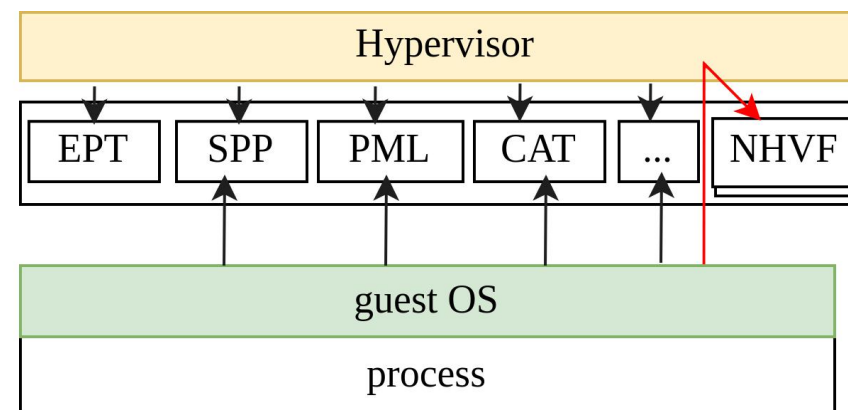 Hypervisor
EPT SPP PML CAT ... NHVF
guest OS
process